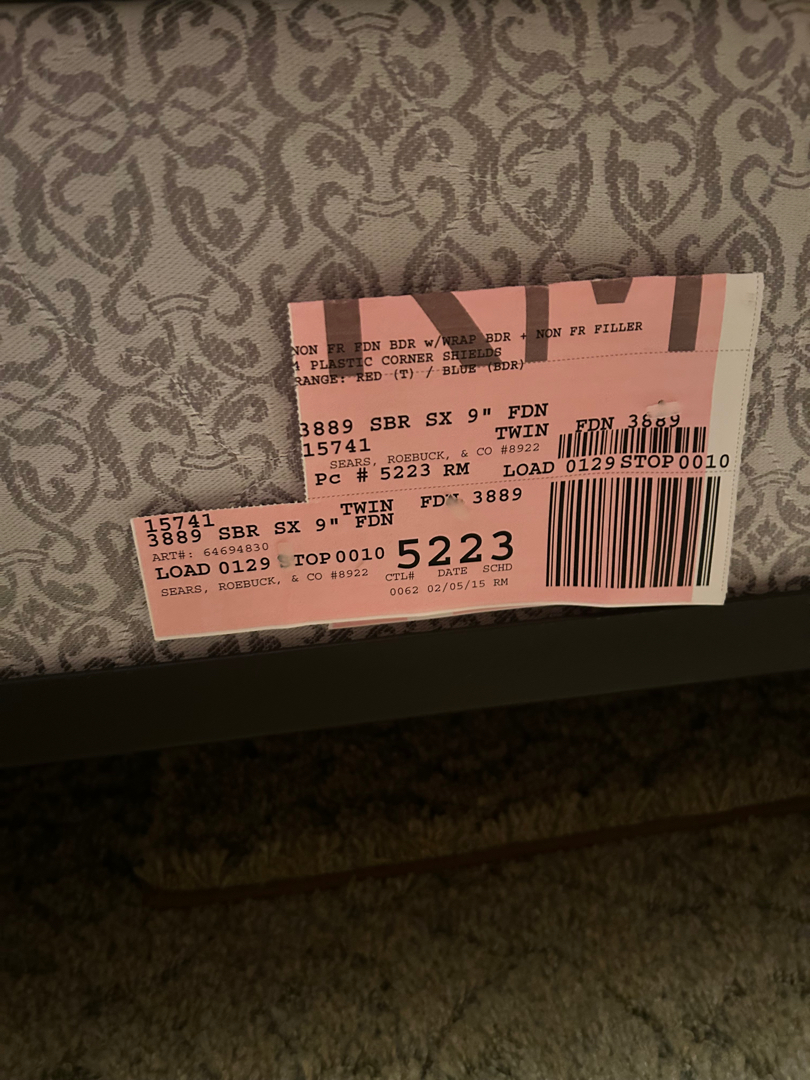 RM
NON FR FDN BDR w/WRAP BDR + NON FR FILLER
4 PLASTIC CORNER SHIELDS
RANGE: RED (T) / BLUE (BDR)
3889 SBR SX 9" FDN
15741 TWIN FDN 3889
SEARS, ROEBUCK, & CO #8922
Pc # 5223 RM LOAD 0129 STOP 0010
15741 TWIN FDN 3889
3889 SBR SX 9" FDN
ART#: 64694830
LOAD 0129 STOP 0010 5223
SEARS, ROEBUCK, & CO #8922 CTL# DATE SCHD
0062 02/05/15 RM